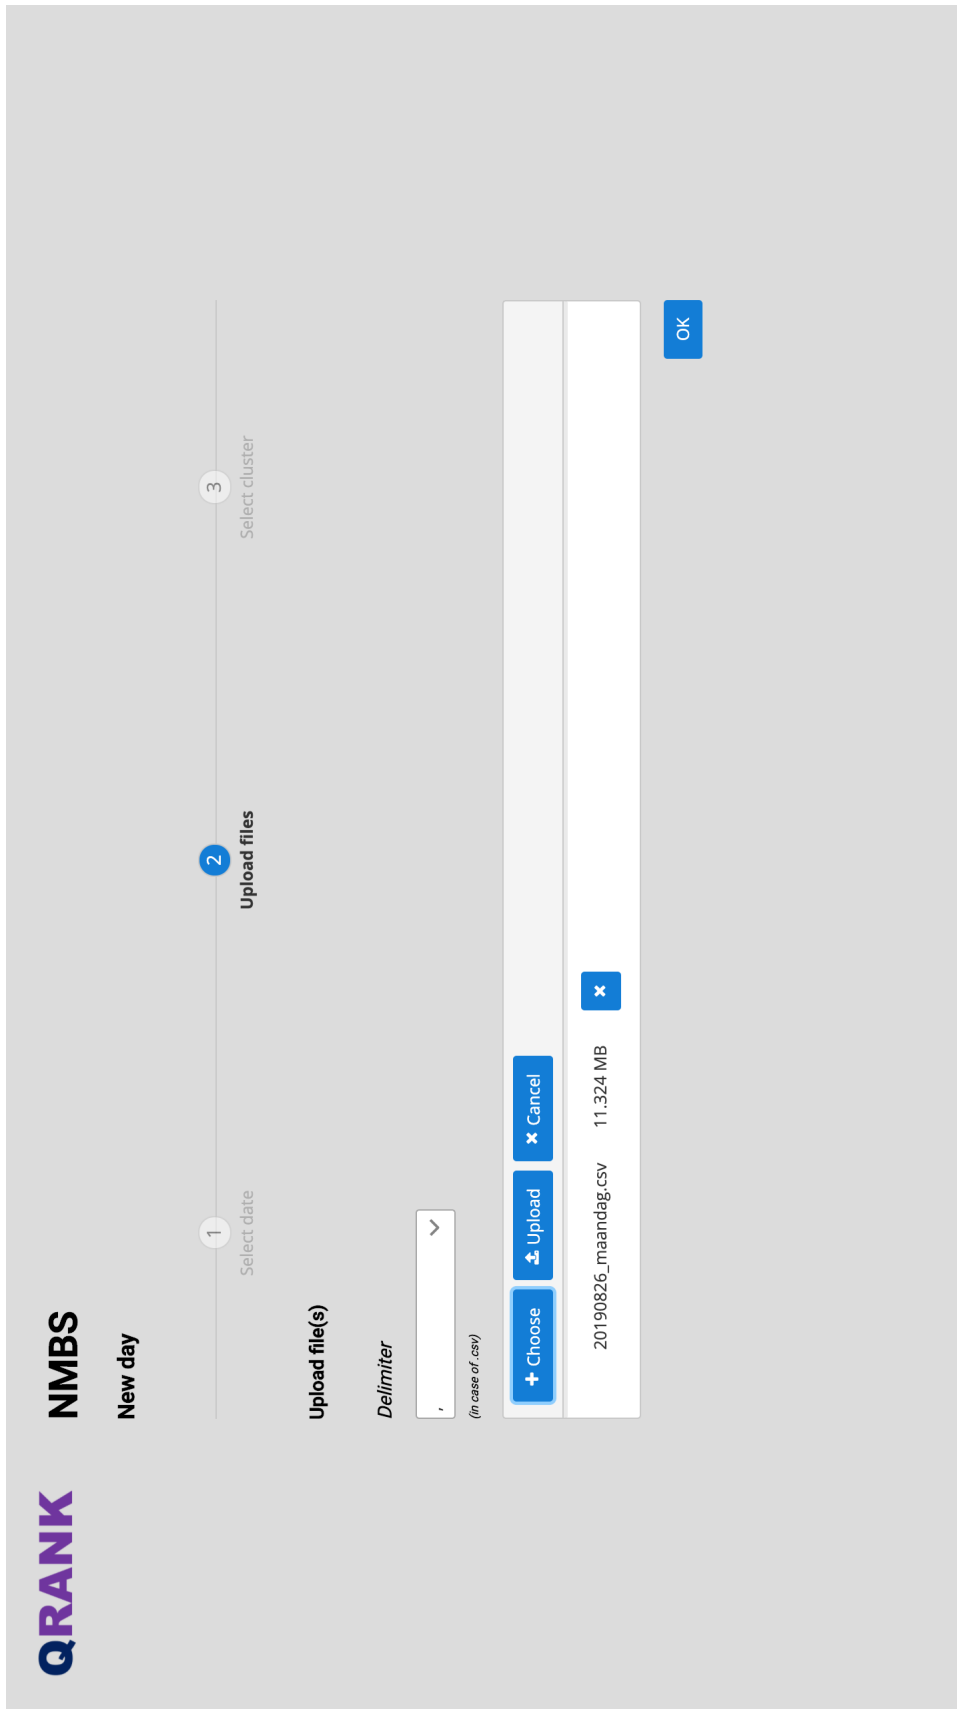 QRANK
NMBS
New day
1
2
3
Select date
Upload files
Select cluster
Upload file(s)
Delimiter
,
(in case of .csv)
Choose
Upload
Cancel
20190826_maandag.csv 11.324 MB
OK